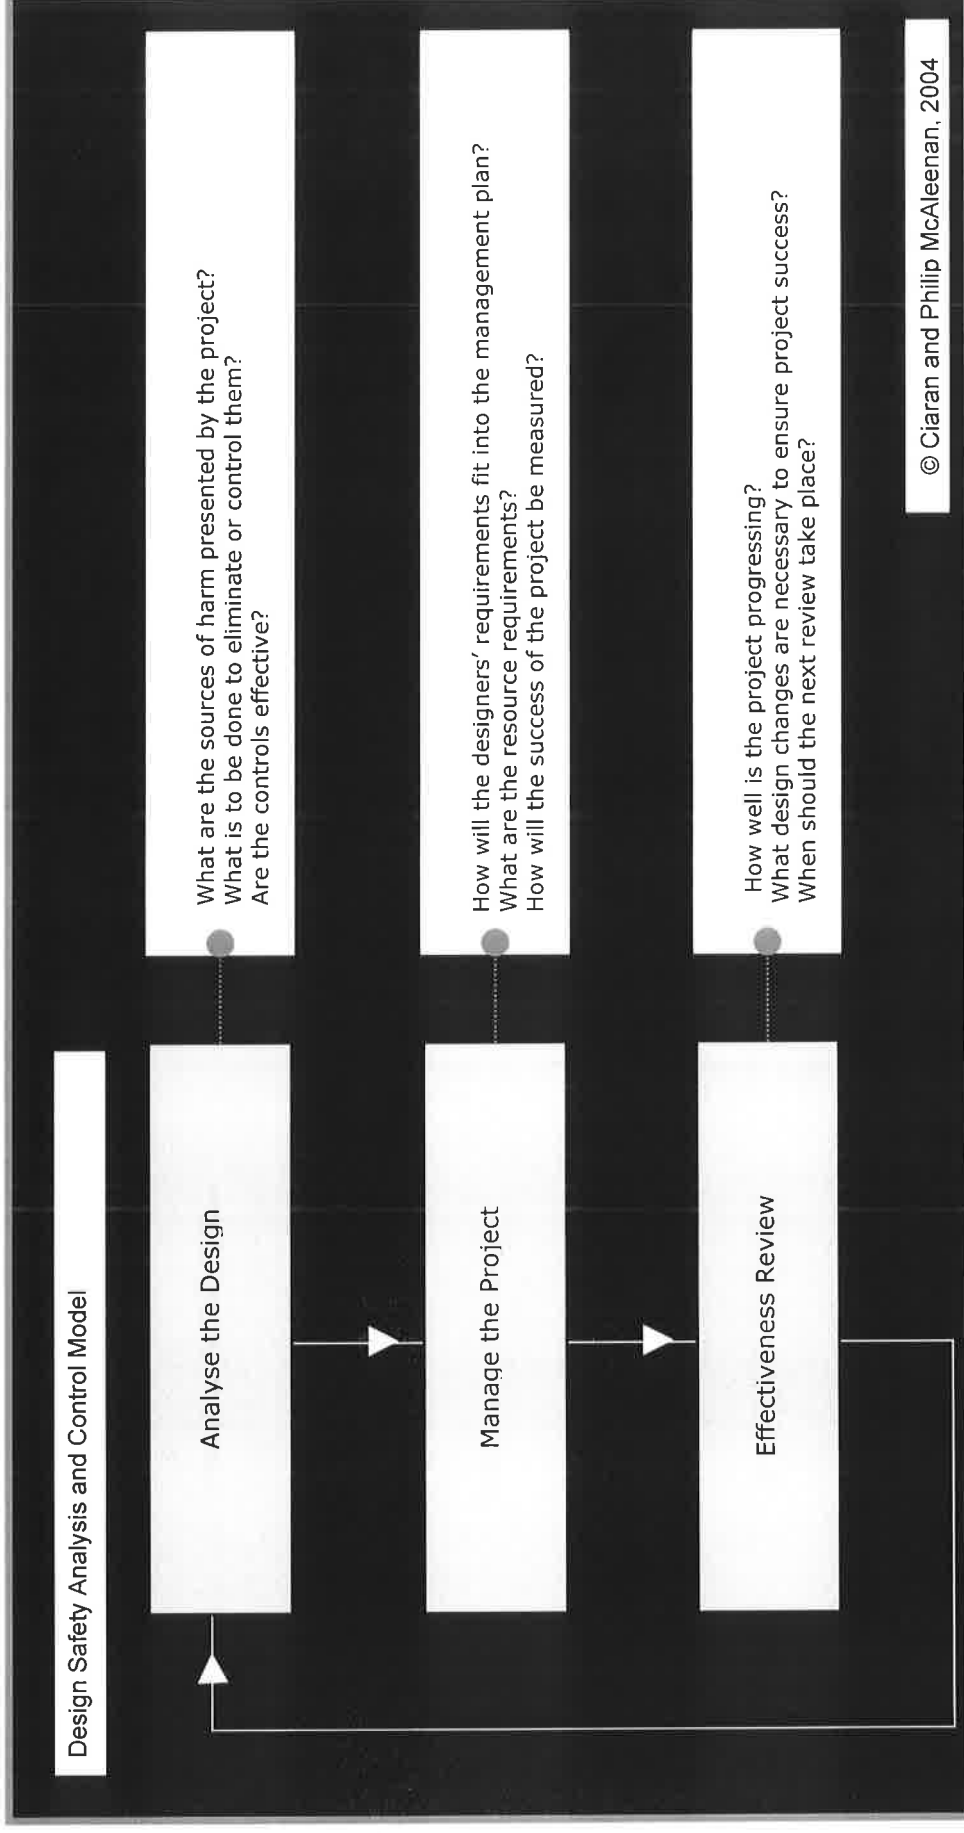 Design Safety Analysis and Control Model
Analyse the Design
What are the sources of harm presented by the project?
What is to be done to eliminate or control them?
Are the controls effective?
Manage the Project
How will the designers’ requirements fit into the management plan?
What are the resource requirements?
How will the success of the project be measured?
Effectiveness Review
How well is the project progressing?
What design changes are necessary to ensure project success?
When should the next review take place?
© Ciaran and Philip McAleenan, 2004